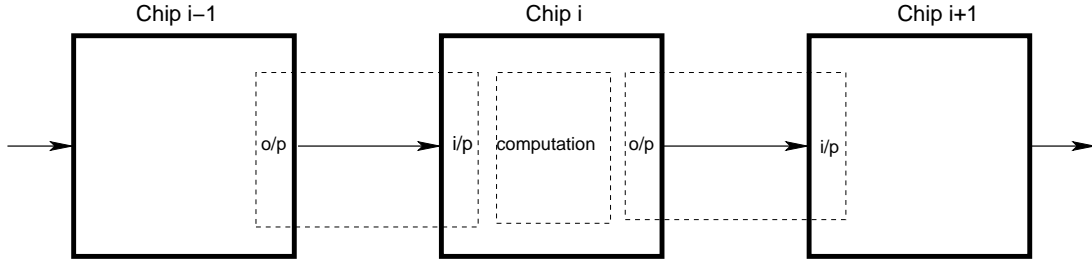 Chip i−1
Chip i
Chip i+1
o/p
i/p
computation
o/p
i/p